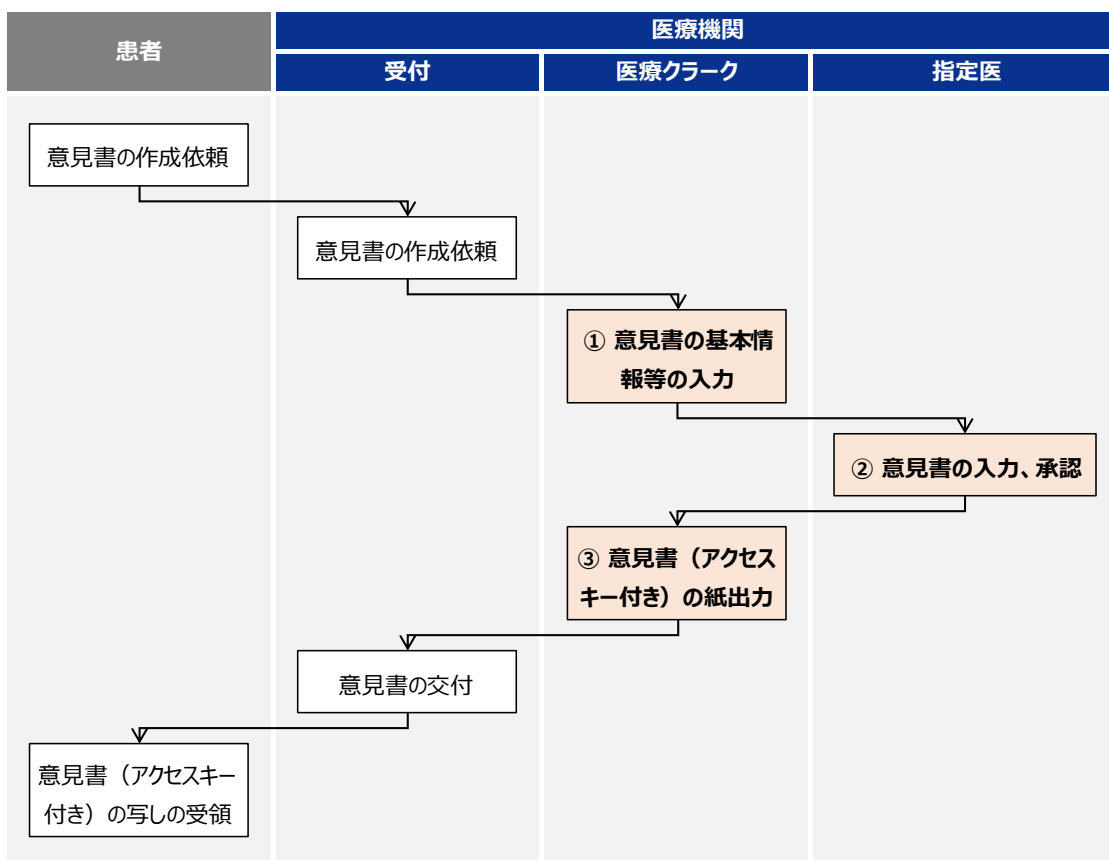 患者
医療機関
受付
医療クラーク
指定医
意見書の作成依頼
意見書の作成依頼
① 意見書の基本情
報等の入力
② 意見書の入力、承認
③ 意見書（アクセス
キー付き）の紙出力
意見書の交付
意見書（アクセスキー
付き）の写しの受領